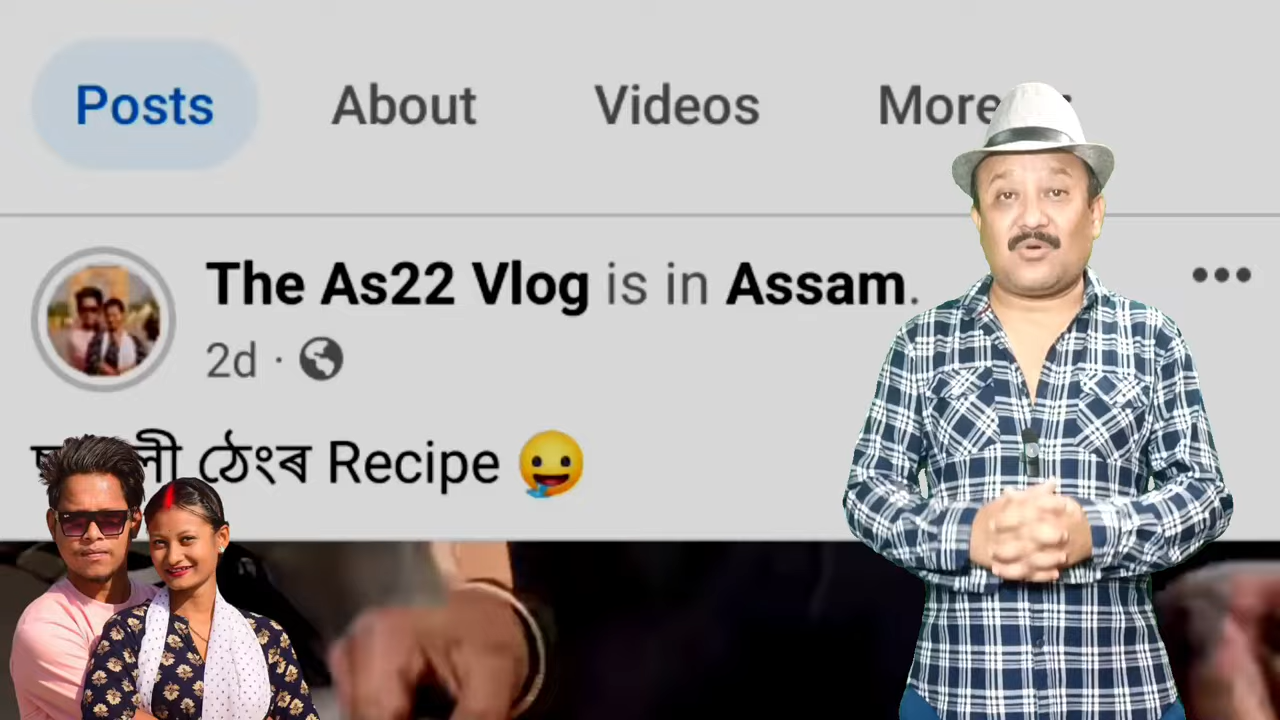 Posts About Videos More
The As22 Vlog is in Assam.
2d
ঠেংৰ Recipe